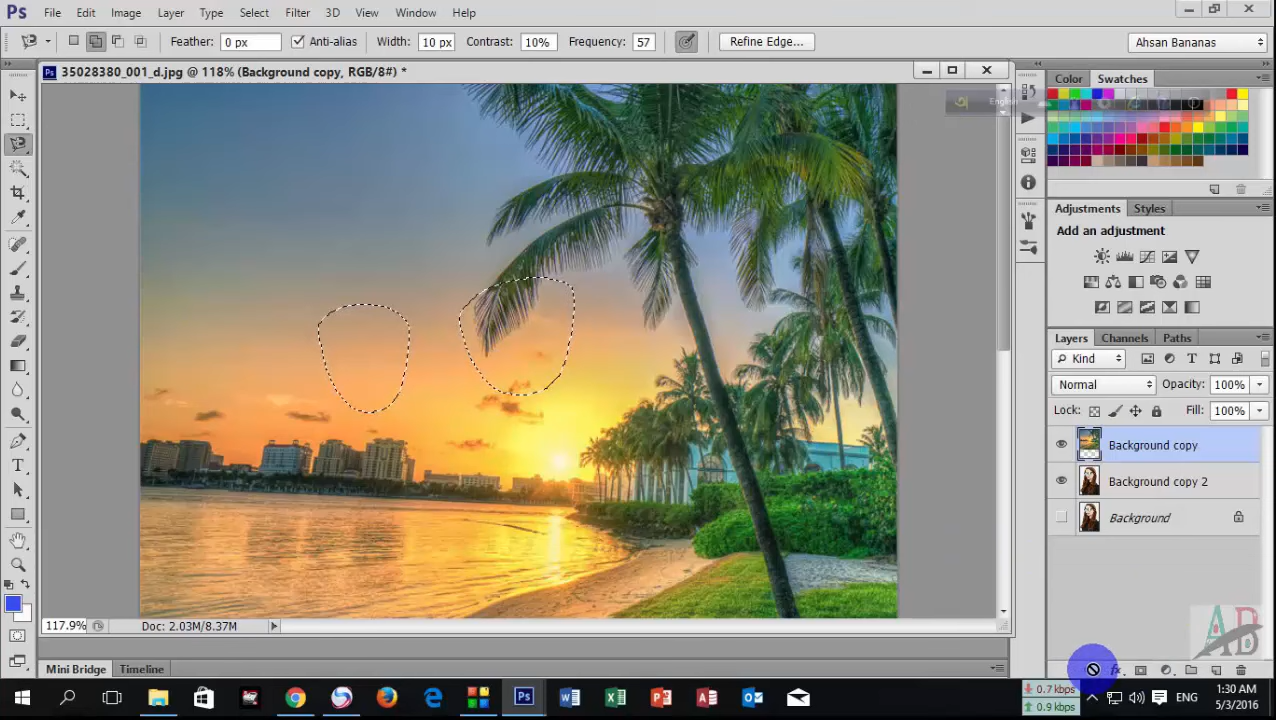 Ps File Edit Image Layer Type Select Filter 3D View Window Help
Feather: 0 px Anti-alias Width: 10 px Contrast: 10% Frequency: 57 Refine Edge... Ahsan Bananas
Ps 35028380_001_d.jpg @ 118% (Background copy, RGB/8#) *
Color Swatches
অ English
Adjustments Styles
Add an adjustment
Layers Channels Paths
Kind
Normal Opacity: 100%
Lock: Fill: 100%
Background copy
Background copy 2
Background
AB
117.9% Doc: 2.03M/8.37M
fx
Mini Bridge Timeline
0.7 kbps
0.9 kbps
ENG
1:30 AM
5/3/2016